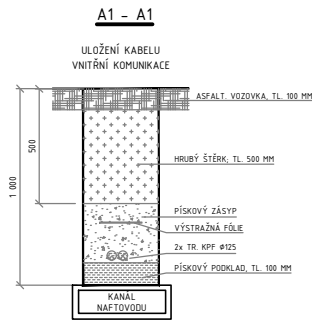 A1 - A1
ULOŽENÍ KABELU
VNITŘNÍ KOMUNIKACE
ASFALT. VOZOVKA, TL. 100 MM
500
1 000
HRUBÝ ŠTĚRK; TL. 500 MM
PÍSKOVÝ ZÁSYP
VÝSTRAŽNÁ FÓLIE
2x TR. KPF Ø125
PÍSKOVÝ PODKLAD, TL. 100 MM
KANÁL
NAFTOVODU